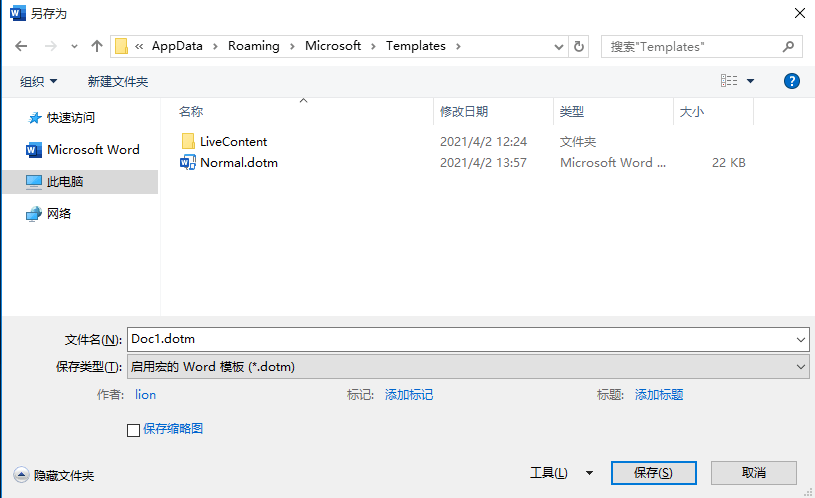 另存为
« AppData > Roaming > Microsoft > Templates >
搜索"Templates"
组织
新建文件夹
快速访问
Microsoft Word
此电脑
网络
名称 修改日期 类型 大小
LiveContent 2021/4/2 12:24 文件夹
Normal.dotm 2021/4/2 13:57 Microsoft Word ... 22 KB
文件名(N): Doc1.dotm
保存类型(T): 启用宏的 Word 模板 (*.dotm)
作者: lion 标记: 添加标记 标题: 添加标题
保存缩略图
隐藏文件夹 工具(L) 保存(S) 取消